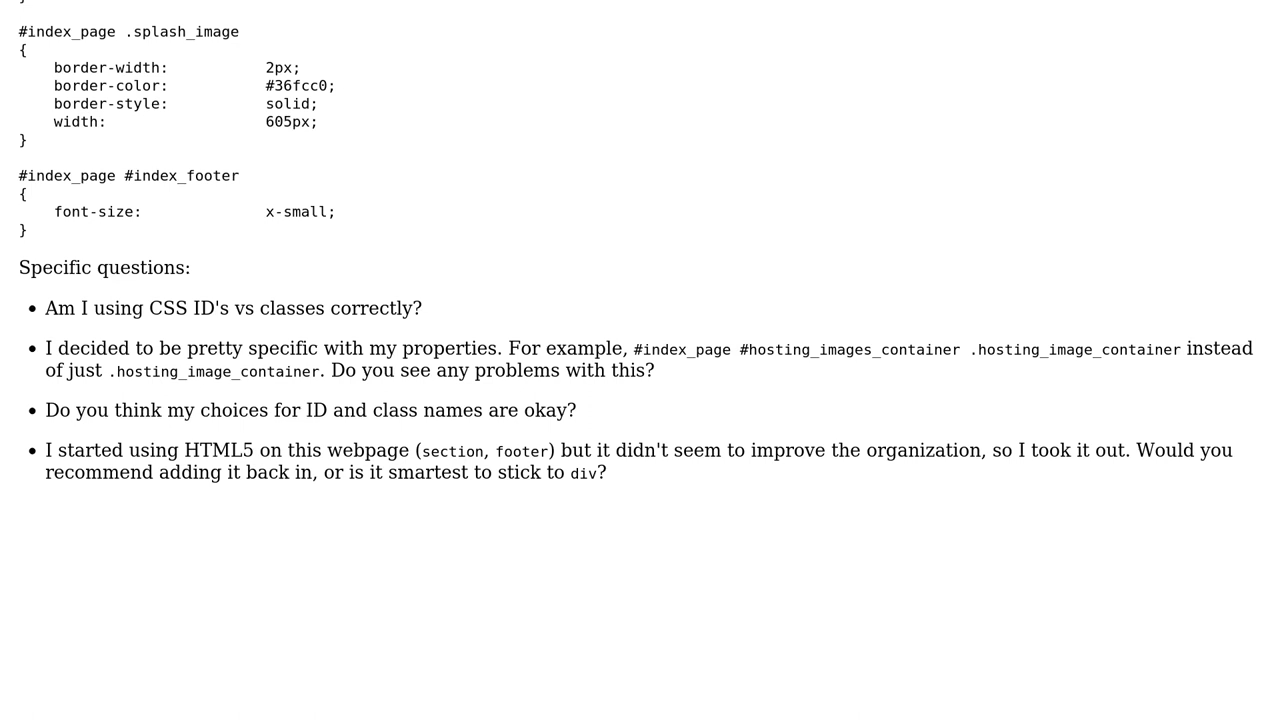 }
#index_page .splash_image
{
    border-width:           2px;
    border-color:           #36fcc0;
    border-style:           solid;
    width:                  605px;
}
#index_page #index_footer
{
    font-size:              x-small;
}
Specific questions:
• Am I using CSS ID's vs classes correctly?
• I decided to be pretty specific with my properties. For example, #index_page #hosting_images_container .hosting_image_container instead
of just .hosting_image_container. Do you see any problems with this?
• Do you think my choices for ID and class names are okay?
• I started using HTML5 on this webpage (section, footer) but it didn't seem to improve the organization, so I took it out. Would you
recommend adding it back in, or is it smartest to stick to div?